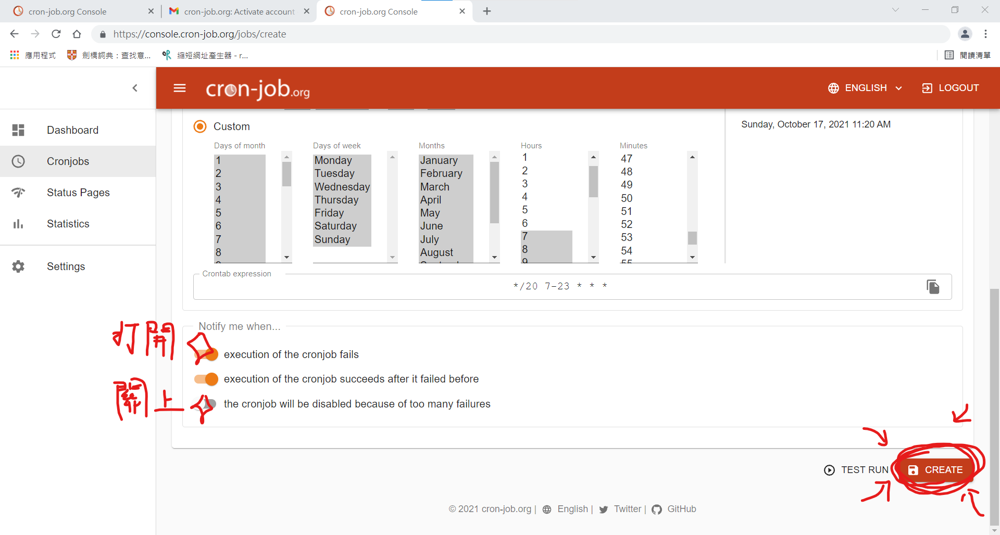 cron-job.org Console
cron-job.org: Activate account
cron-job.org Console
https://console.cron-job.org/jobs/create
應用程式
劍橋詞典：查找意...
縮短網址產生器 - r...
閱讀清單
cron-job.org
ENGLISH
LOGOUT
Dashboard
Cronjobs
Status Pages
Statistics
Settings
Custom
Sunday, October 17, 2021 11:20 AM
Days of month
1
2
3
4
5
6
7
8
Days of week
Monday
Tuesday
Wednesday
Thursday
Friday
Saturday
Sunday
Months
January
February
March
April
May
June
July
August
Hours
1
2
3
4
5
6
7
8
9
Minutes
47
48
49
50
51
52
53
54
55
Crontab expression
*/20 7-23 * * *
Notify me when...
打開
execution of the cronjob fails
execution of the cronjob succeeds after it failed before
關上
the cronjob will be disabled because of too many failures
TEST RUN
CREATE
© 2021 cron-job.org | English | Twitter | GitHub